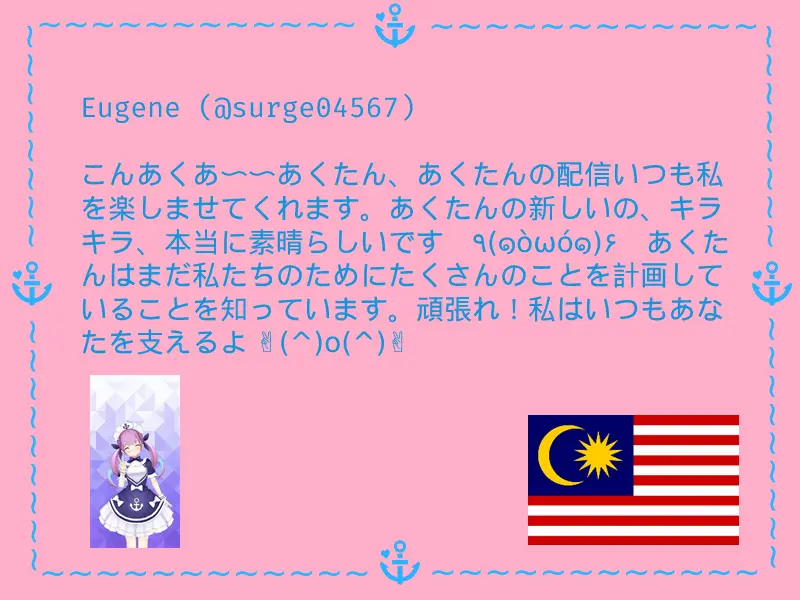 Eugene (@surge04567)
こんあくあ〜〜あくたん、あくたんの配信いつも私
を楽しませてくれます。あくたんの新しいの、キラ
キラ、本当に素晴らしいです　٩(๑òωó๑)۶　あくた
んはまだ私たちのためにたくさんのことを計画して
いることを知っています。頑張れ！私はいつもあな
たを支えるよ ✌(^)o(^)✌